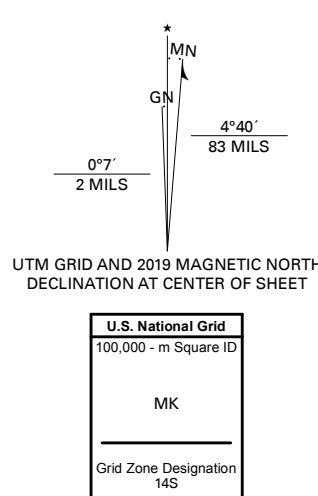 MN
GN
4°40´
83 MILS
0°7´
2 MILS
UTM GRID AND 2019 MAGNETIC NORTH
DECLINATION AT CENTER OF SHEET
U.S. National Grid
100,000 - m Square ID
MK
Grid Zone Designation
14S